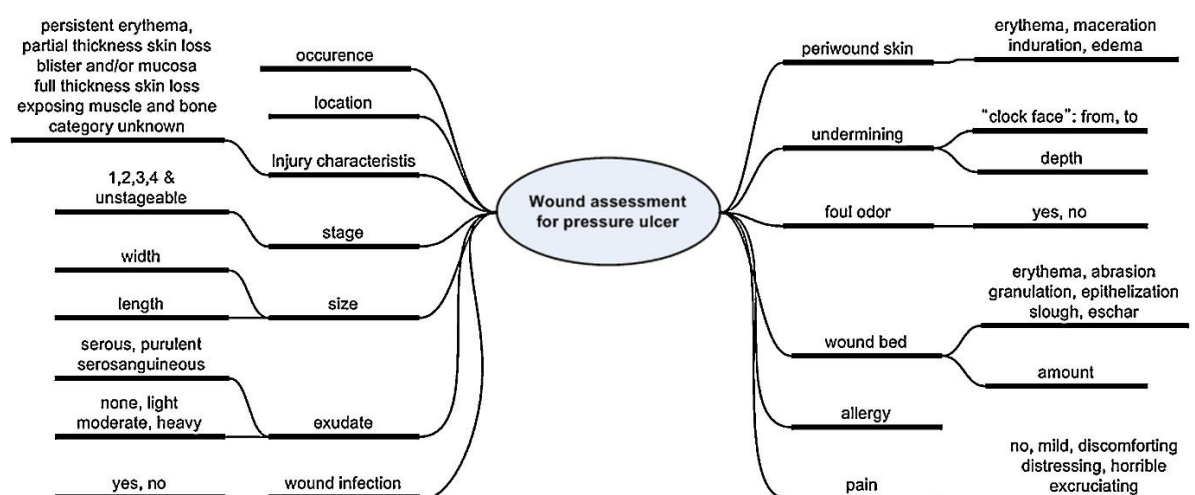 persistent erythema,
partial thickness skin loss
blister and/or mucosa
full thickness skin loss
exposing muscle and bone
category unknown
occurence
location
Injury characteristis
1,2,3,4 &
unstageable
stage
width
length
size
serous, purulent
serosanguineous
none, light
moderate, heavy
exudate
yes, no
wound infection
Wound assessment
for pressure ulcer
periwound skin
erythema, maceration
induration, edema
undermining
"clock face": from, to
depth
foul odor
yes, no
wound bed
erythema, abrasion
granulation, epithelization
slough, eschar
amount
allergy
pain
no, mild, discomforting
distressing, horrible
excruciating